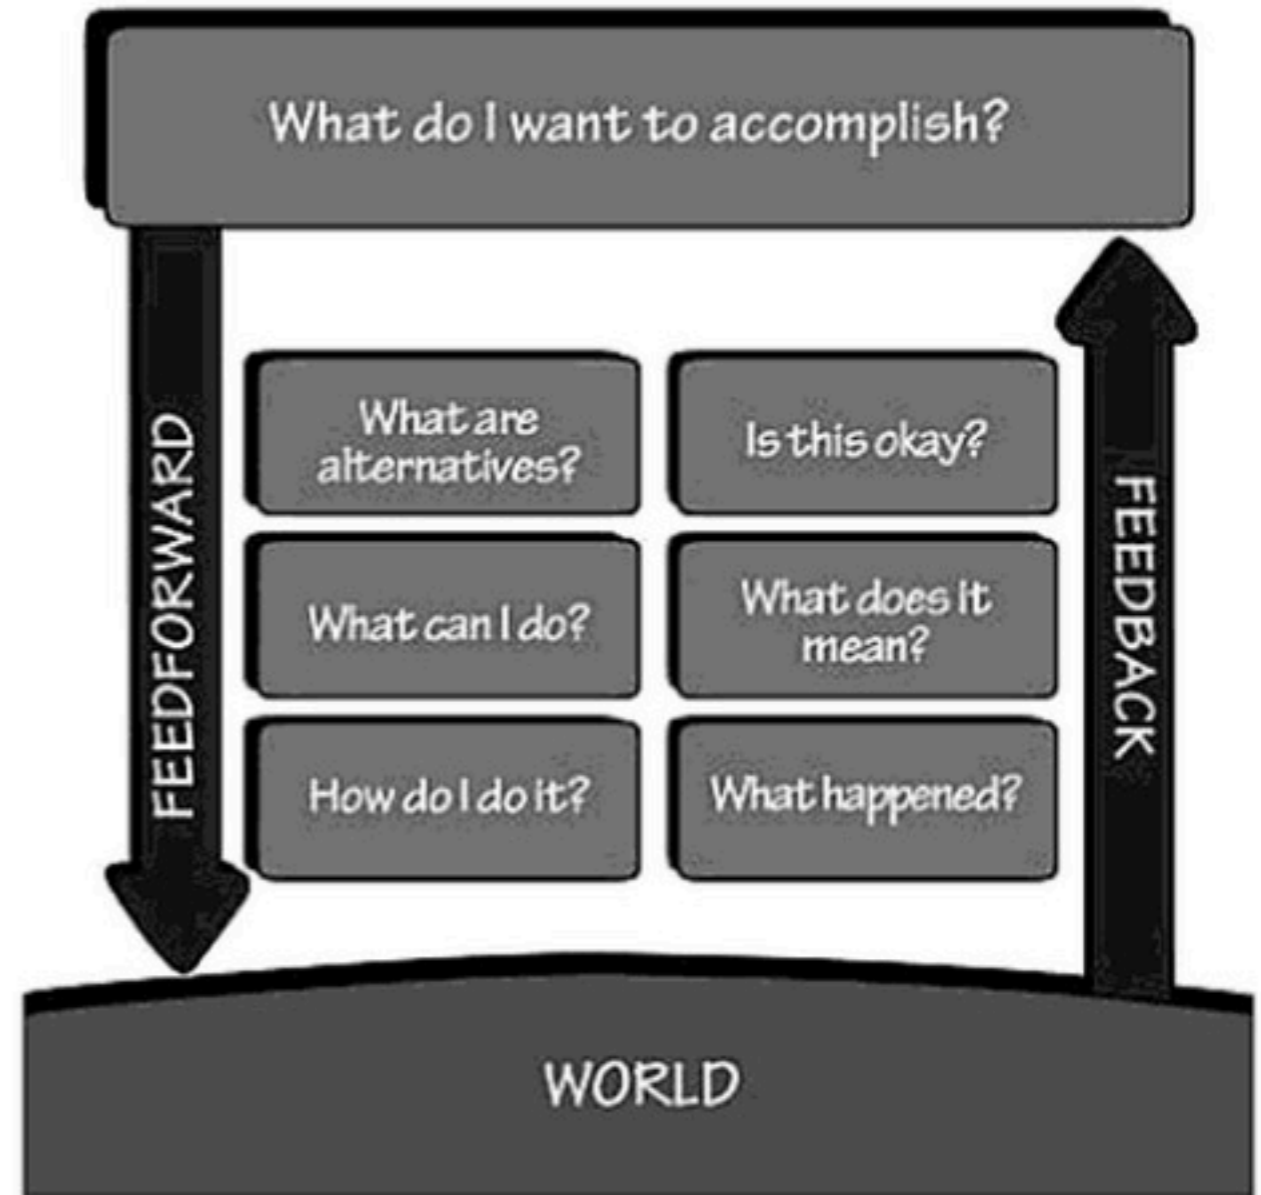 What do I want to accomplish?
FEEDFORWARD
What are
alternatives?
What can I do?
How do I do it?
Is this okay?
What does it
mean?
What happened?
FEEDBACK
WORLD